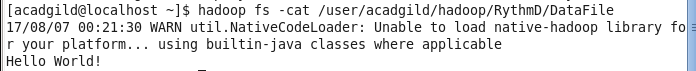 [acadgild@localhost ~]$ hadoop fs -cat /user/acadgild/hadoop/RythmD/DataFile
17/08/07 00:21:30 WARN util.NativeCodeLoader: Unable to load native-hadoop library fo
r your platform... using builtin-java classes where applicable
Hello World!